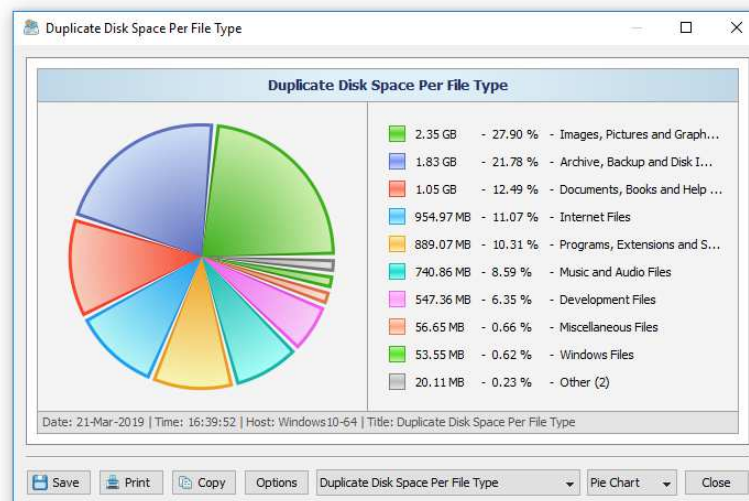 Duplicate Disk Space Per File Type
Duplicate Disk Space Per File Type
2.35 GB - 27.90 % - Images, Pictures and Graph...
1.83 GB - 21.78 % - Archive, Backup and Disk I...
1.05 GB - 12.49 % - Documents, Books and Help ...
954.97 MB - 11.07 % - Internet Files
889.07 MB - 10.31 % - Programs, Extensions and S...
740.86 MB - 8.59 % - Music and Audio Files
547.36 MB - 6.35 % - Development Files
56.65 MB - 0.66 % - Miscellaneous Files
53.55 MB - 0.62 % - Windows Files
20.11 MB - 0.23 % - Other (2)
Date: 21-Mar-2019 | Time: 16:39:52 | Host: Windows10-64 | Title: Duplicate Disk Space Per File Type
Save Print Copy Options Duplicate Disk Space Per File Type Pie Chart Close